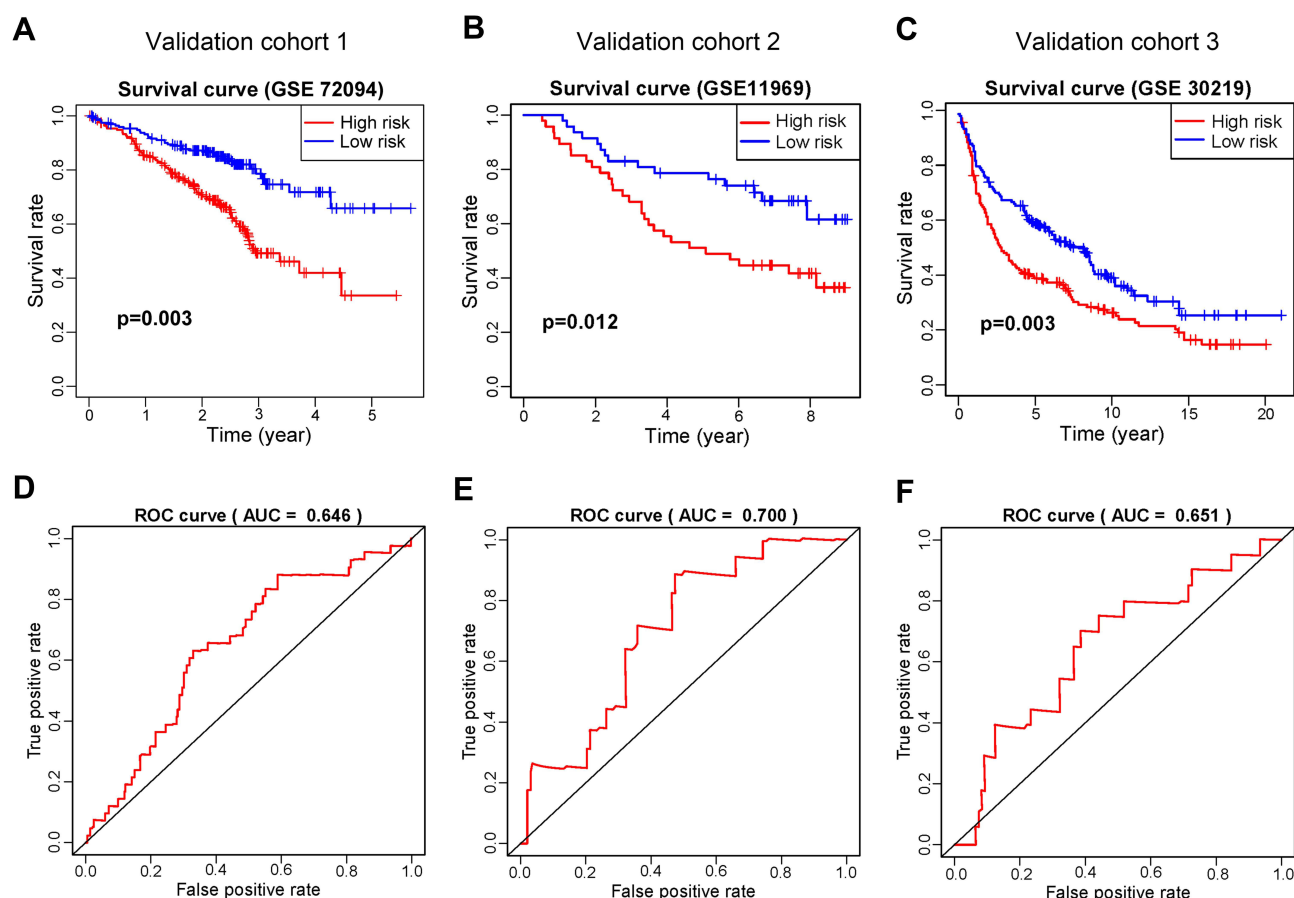 A
Validation cohort 1
Survival curve (GSE 72094)
High risk
Low risk
p=0.003
Survival rate
0.0 0.2 0.4 0.6 0.8 1.0
0 1 2 3 4 5
Time (year)
B
Validation cohort 2
Survival curve (GSE11969)
High risk
Low risk
p=0.012
Survival rate
0.0 0.2 0.4 0.6 0.8 1.0
0 2 4 6 8
Time (year)
C
Validation cohort 3
Survival curve (GSE 30219)
High risk
Low risk
p=0.003
Survival rate
0.0 0.2 0.4 0.6 0.8 1.0
0 5 10 15 20
Time (year)
D
ROC curve ( AUC = 0.646 )
True positive rate
0.0 0.2 0.4 0.6 0.8 1.0
0.0 0.2 0.4 0.6 0.8 1.0
False positive rate
E
ROC curve ( AUC = 0.700 )
True positive rate
0.0 0.2 0.4 0.6 0.8 1.0
0.0 0.2 0.4 0.6 0.8 1.0
False positive rate
F
ROC curve ( AUC = 0.651 )
True positive rate
0.0 0.2 0.4 0.6 0.8 1.0
0.0 0.2 0.4 0.6 0.8 1.0
False positive rate